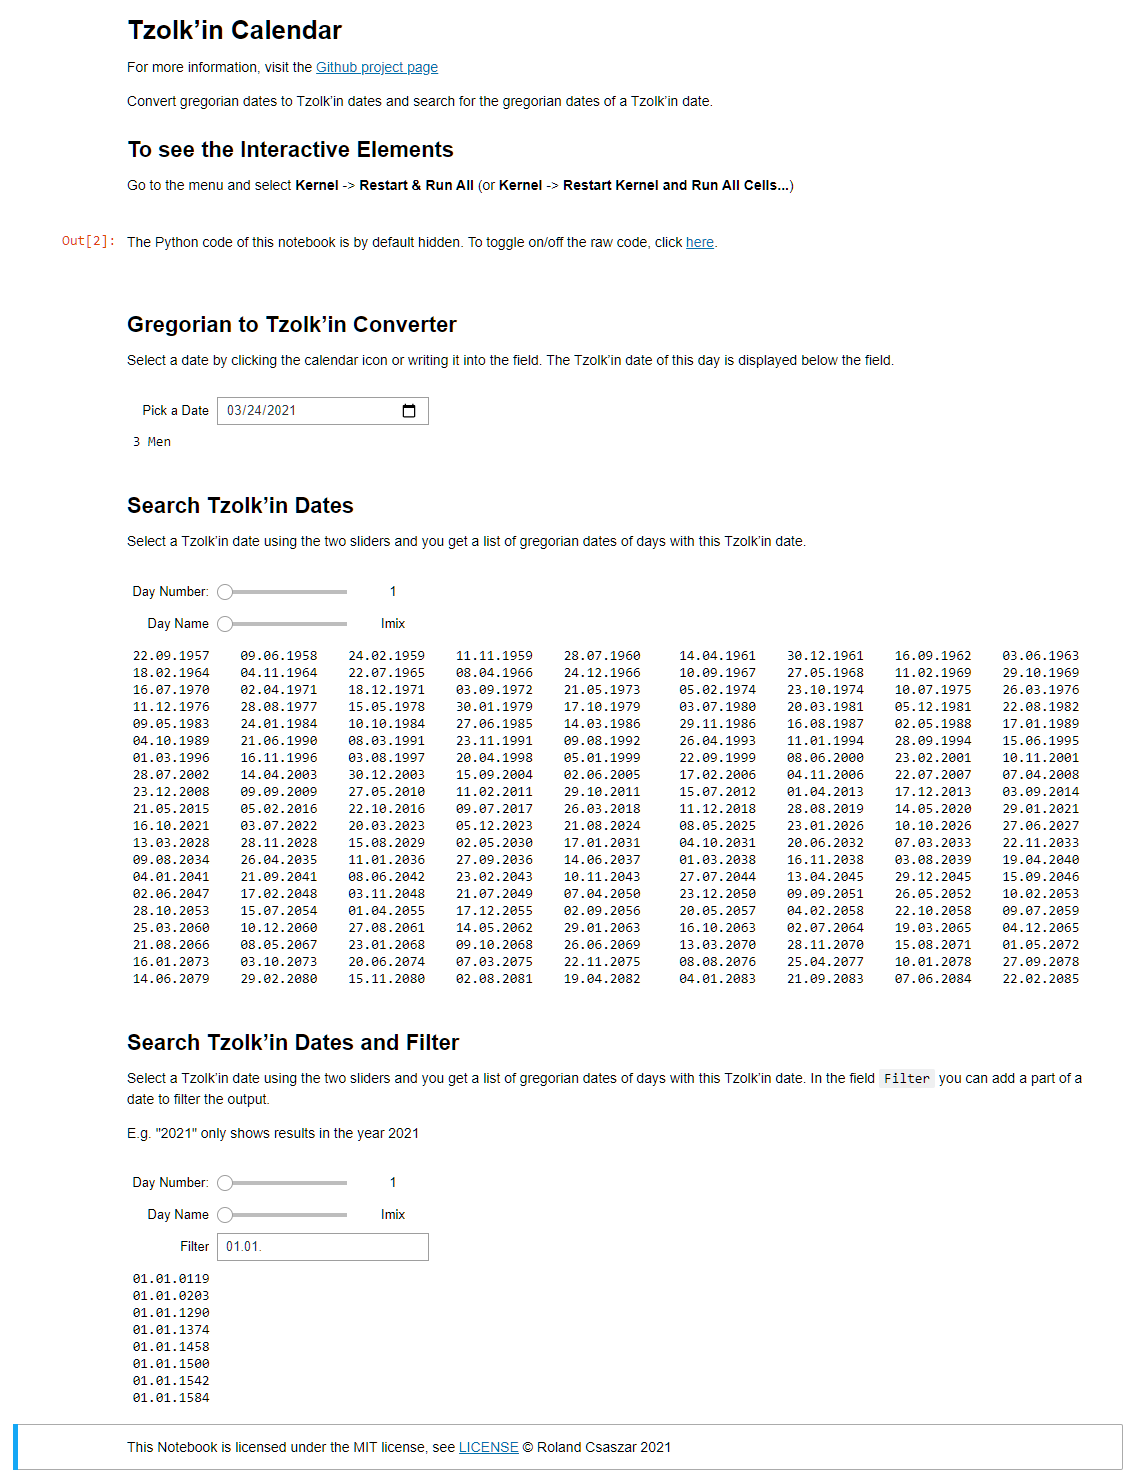 Tzolk’in Calendar
For more information, visit the Github project page
Convert gregorian dates to Tzolk'in dates and search for the gregorian dates of a Tzolk'in date.
To see the Interactive Elements
Go to the menu and select Kernel -> Restart & Run All (or Kernel -> Restart Kernel and Run All Cells...)
Out[2]: The Python code of this notebook is by default hidden. To toggle on/off the raw code, click here.
Gregorian to Tzolk’in Converter
Select a date by clicking the calendar icon or writing it into the field. The Tzolk'in date of this day is displayed below the field.
Pick a Date 03/24/2021
3 Men
Search Tzolk’in Dates
Select a Tzolk'in date using the two sliders and you get a list of gregorian dates of days with this Tzolk'in date.
Day Number: 1
Day Name Imix
22.09.1957 09.06.1958 24.02.1959 11.11.1959 28.07.1960 14.04.1961 30.12.1961 16.09.1962 03.06.1963
18.02.1964 04.11.1964 22.07.1965 08.04.1966 24.12.1966 10.09.1967 27.05.1968 11.02.1969 29.10.1969
16.07.1970 02.04.1971 18.12.1971 03.09.1972 21.05.1973 05.02.1974 23.10.1974 10.07.1975 26.03.1976
11.12.1976 28.08.1977 15.05.1978 30.01.1979 17.10.1979 03.07.1980 20.03.1981 05.12.1981 22.08.1982
09.05.1983 24.01.1984 10.10.1984 27.06.1985 14.03.1986 29.11.1986 16.08.1987 02.05.1988 17.01.1989
04.10.1989 21.06.1990 08.03.1991 23.11.1991 09.08.1992 26.04.1993 11.01.1994 28.09.1994 15.06.1995
01.03.1996 16.11.1996 03.08.1997 20.04.1998 05.01.1999 22.09.1999 08.06.2000 23.02.2001 10.11.2001
28.07.2002 14.04.2003 30.12.2003 15.09.2004 02.06.2005 17.02.2006 04.11.2006 22.07.2007 07.04.2008
23.12.2008 09.09.2009 27.05.2010 11.02.2011 29.10.2011 15.07.2012 01.04.2013 17.12.2013 03.09.2014
21.05.2015 05.02.2016 22.10.2016 09.07.2017 26.03.2018 11.12.2018 28.08.2019 14.05.2020 29.01.2021
16.10.2021 03.07.2022 20.03.2023 05.12.2023 21.08.2024 08.05.2025 23.01.2026 10.10.2026 27.06.2027
13.03.2028 28.11.2028 15.08.2029 02.05.2030 17.01.2031 04.10.2031 20.06.2032 07.03.2033 22.11.2033
09.08.2034 26.04.2035 11.01.2036 27.09.2036 14.06.2037 01.03.2038 16.11.2038 03.08.2039 19.04.2040
04.01.2041 21.09.2041 08.06.2042 23.02.2043 10.11.2043 27.07.2044 13.04.2045 29.12.2045 15.09.2046
02.06.2047 17.02.2048 03.11.2048 21.07.2049 07.04.2050 23.12.2050 09.09.2051 26.05.2052 10.02.2053
28.10.2053 15.07.2054 01.04.2055 17.12.2055 02.09.2056 20.05.2057 04.02.2058 22.10.2058 09.07.2059
25.03.2060 10.12.2060 27.08.2061 14.05.2062 29.01.2063 16.10.2063 02.07.2064 19.03.2065 04.12.2065
21.08.2066 08.05.2067 23.01.2068 09.10.2068 26.06.2069 13.03.2070 28.11.2070 15.08.2071 01.05.2072
16.01.2073 03.10.2073 20.06.2074 07.03.2075 22.11.2075 08.08.2076 25.04.2077 10.01.2078 27.09.2078
14.06.2079 29.02.2080 15.11.2080 02.08.2081 19.04.2082 04.01.2083 21.09.2083 07.06.2084 22.02.2085
Search Tzolk’in Dates and Filter
Select a Tzolk'in date using the two sliders and you get a list of gregorian dates of days with this Tzolk'in date. In the field Filter you can add a part of a
date to filter the output.
E.g. "2021" only shows results in the year 2021
Day Number: 1
Day Name Imix
Filter 01.01.
01.01.0119
01.01.0203
01.01.1290
01.01.1374
01.01.1458
01.01.1500
01.01.1542
01.01.1584
This Notebook is licensed under the MIT license, see LICENSE © Roland Csaszar 2021